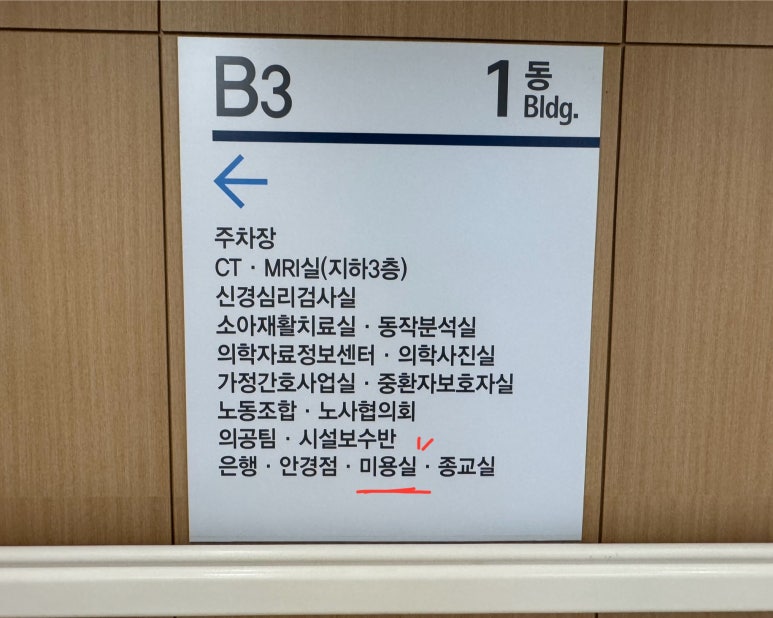 B3 1동 Bldg.
←
주차장
CT · MRI실(지하3층)
신경심리검사실
소아재활치료실 · 동작분석실
의학자료정보센터 · 의학사진실
가정간호사업실 · 중환자보호자실
노동조합 · 노사협의회
의공팀 · 시설보수반
은행 · 안경점 · 미용실 · 종교실